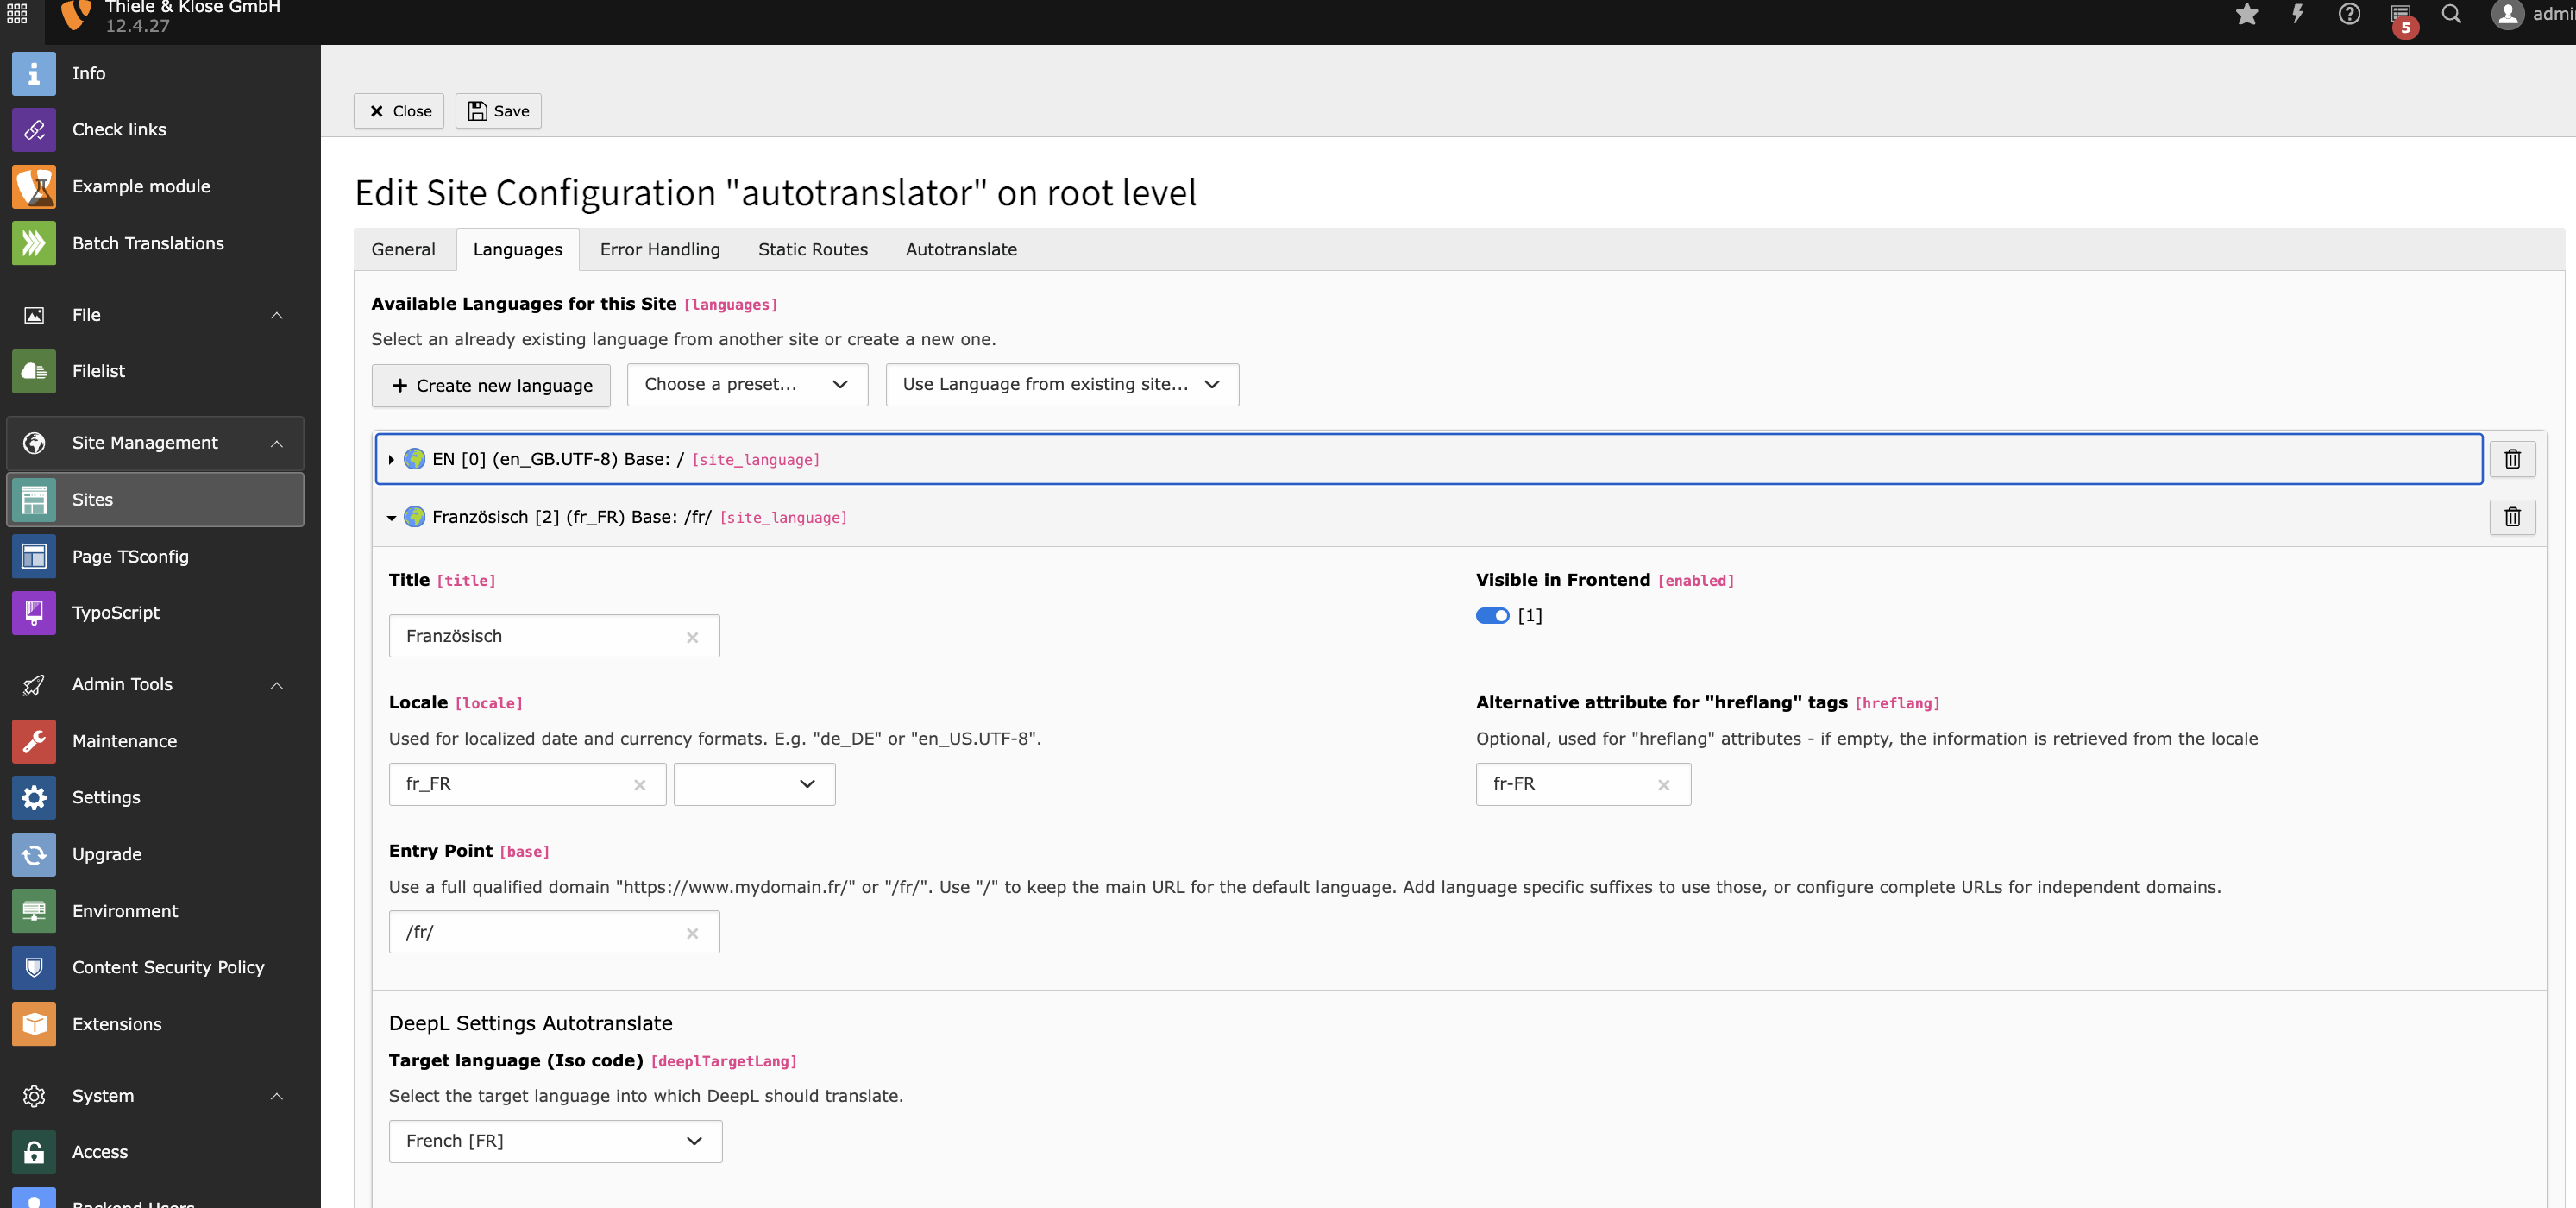 Thiele & Klose GmbH
12.4.27
5
admi
Info
Check links
Example module
Batch Translations
File
Filelist
Site Management
Sites
Page TSconfig
TypoScript
Admin Tools
Maintenance
Settings
Upgrade
Environment
Content Security Policy
Extensions
System
Access
Backend Users
Close
Save
Edit Site Configuration "autotranslator" on root level
General
Languages
Error Handling
Static Routes
Autotranslate
Available Languages for this Site [languages]
Select an already existing language from another site or create a new one.
Create new language
Choose a preset...
Use Language from existing site...
EN [0] (en_GB.UTF-8) Base: / [site_language]
Französisch [2] (fr_FR) Base: /fr/ [site_language]
Title [title]
Französisch
Visible in Frontend [enabled]
[1]
Locale [locale]
Used for localized date and currency formats. E.g. "de_DE" or "en_US.UTF-8".
fr_FR
Alternative attribute for "hreflang" tags [hreflang]
Optional, used for "hreflang" attributes - if empty, the information is retrieved from the locale
fr-FR
Entry Point [base]
Use a full qualified domain "https://www.mydomain.fr/" or "/fr/". Use "/" to keep the main URL for the default language. Add language specific suffixes to use those, or configure complete URLs for independent domains.
/fr/
DeepL Settings Autotranslate
Target language (Iso code) [deeplTargetLang]
Select the target language into which DeepL should translate.
French [FR]